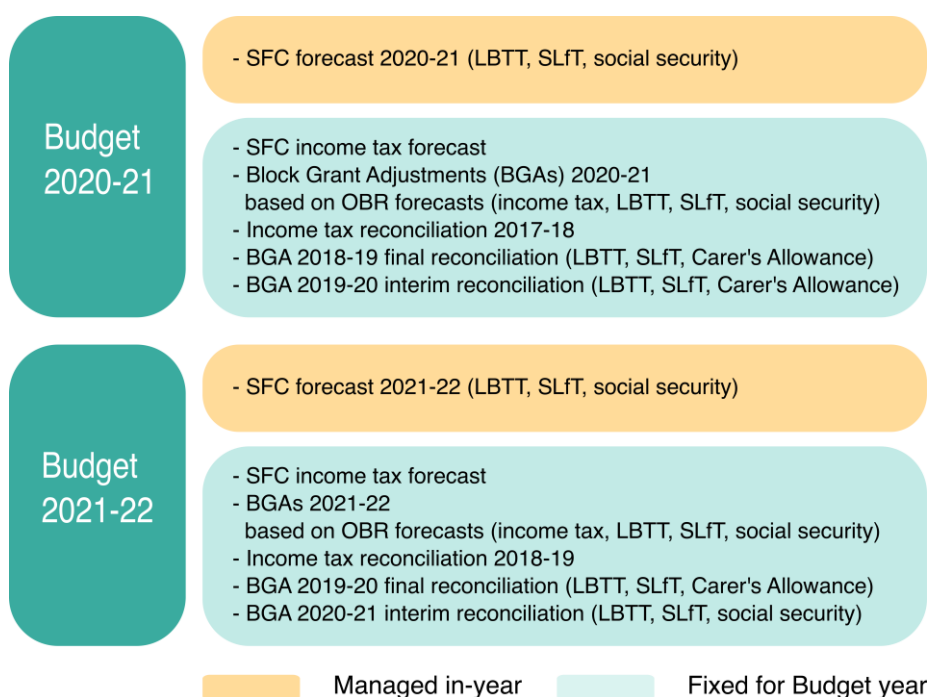 Budget
2020-21
- SFC forecast 2020-21 (LBTT, SLfT, social security)
- SFC income tax forecast
- Block Grant Adjustments (BGAs) 2020-21
based on OBR forecasts (income tax, LBTT, SLfT, social security)
- Income tax reconciliation 2017-18
- BGA 2018-19 final reconciliation (LBTT, SLfT, Carer's Allowance)
- BGA 2019-20 interim reconciliation (LBTT, SLfT, Carer's Allowance)
Budget
2021-22
- SFC forecast 2021-22 (LBTT, SLfT, social security)
- SFC income tax forecast
- BGAs 2021-22
based on OBR forecasts (income tax, LBTT, SLfT, social security)
- Income tax reconciliation 2018-19
- BGA 2019-20 final reconciliation (LBTT, SLfT, Carer's Allowance)
- BGA 2020-21 interim reconciliation (LBTT, SLfT, social security)
Managed in-year
Fixed for Budget year